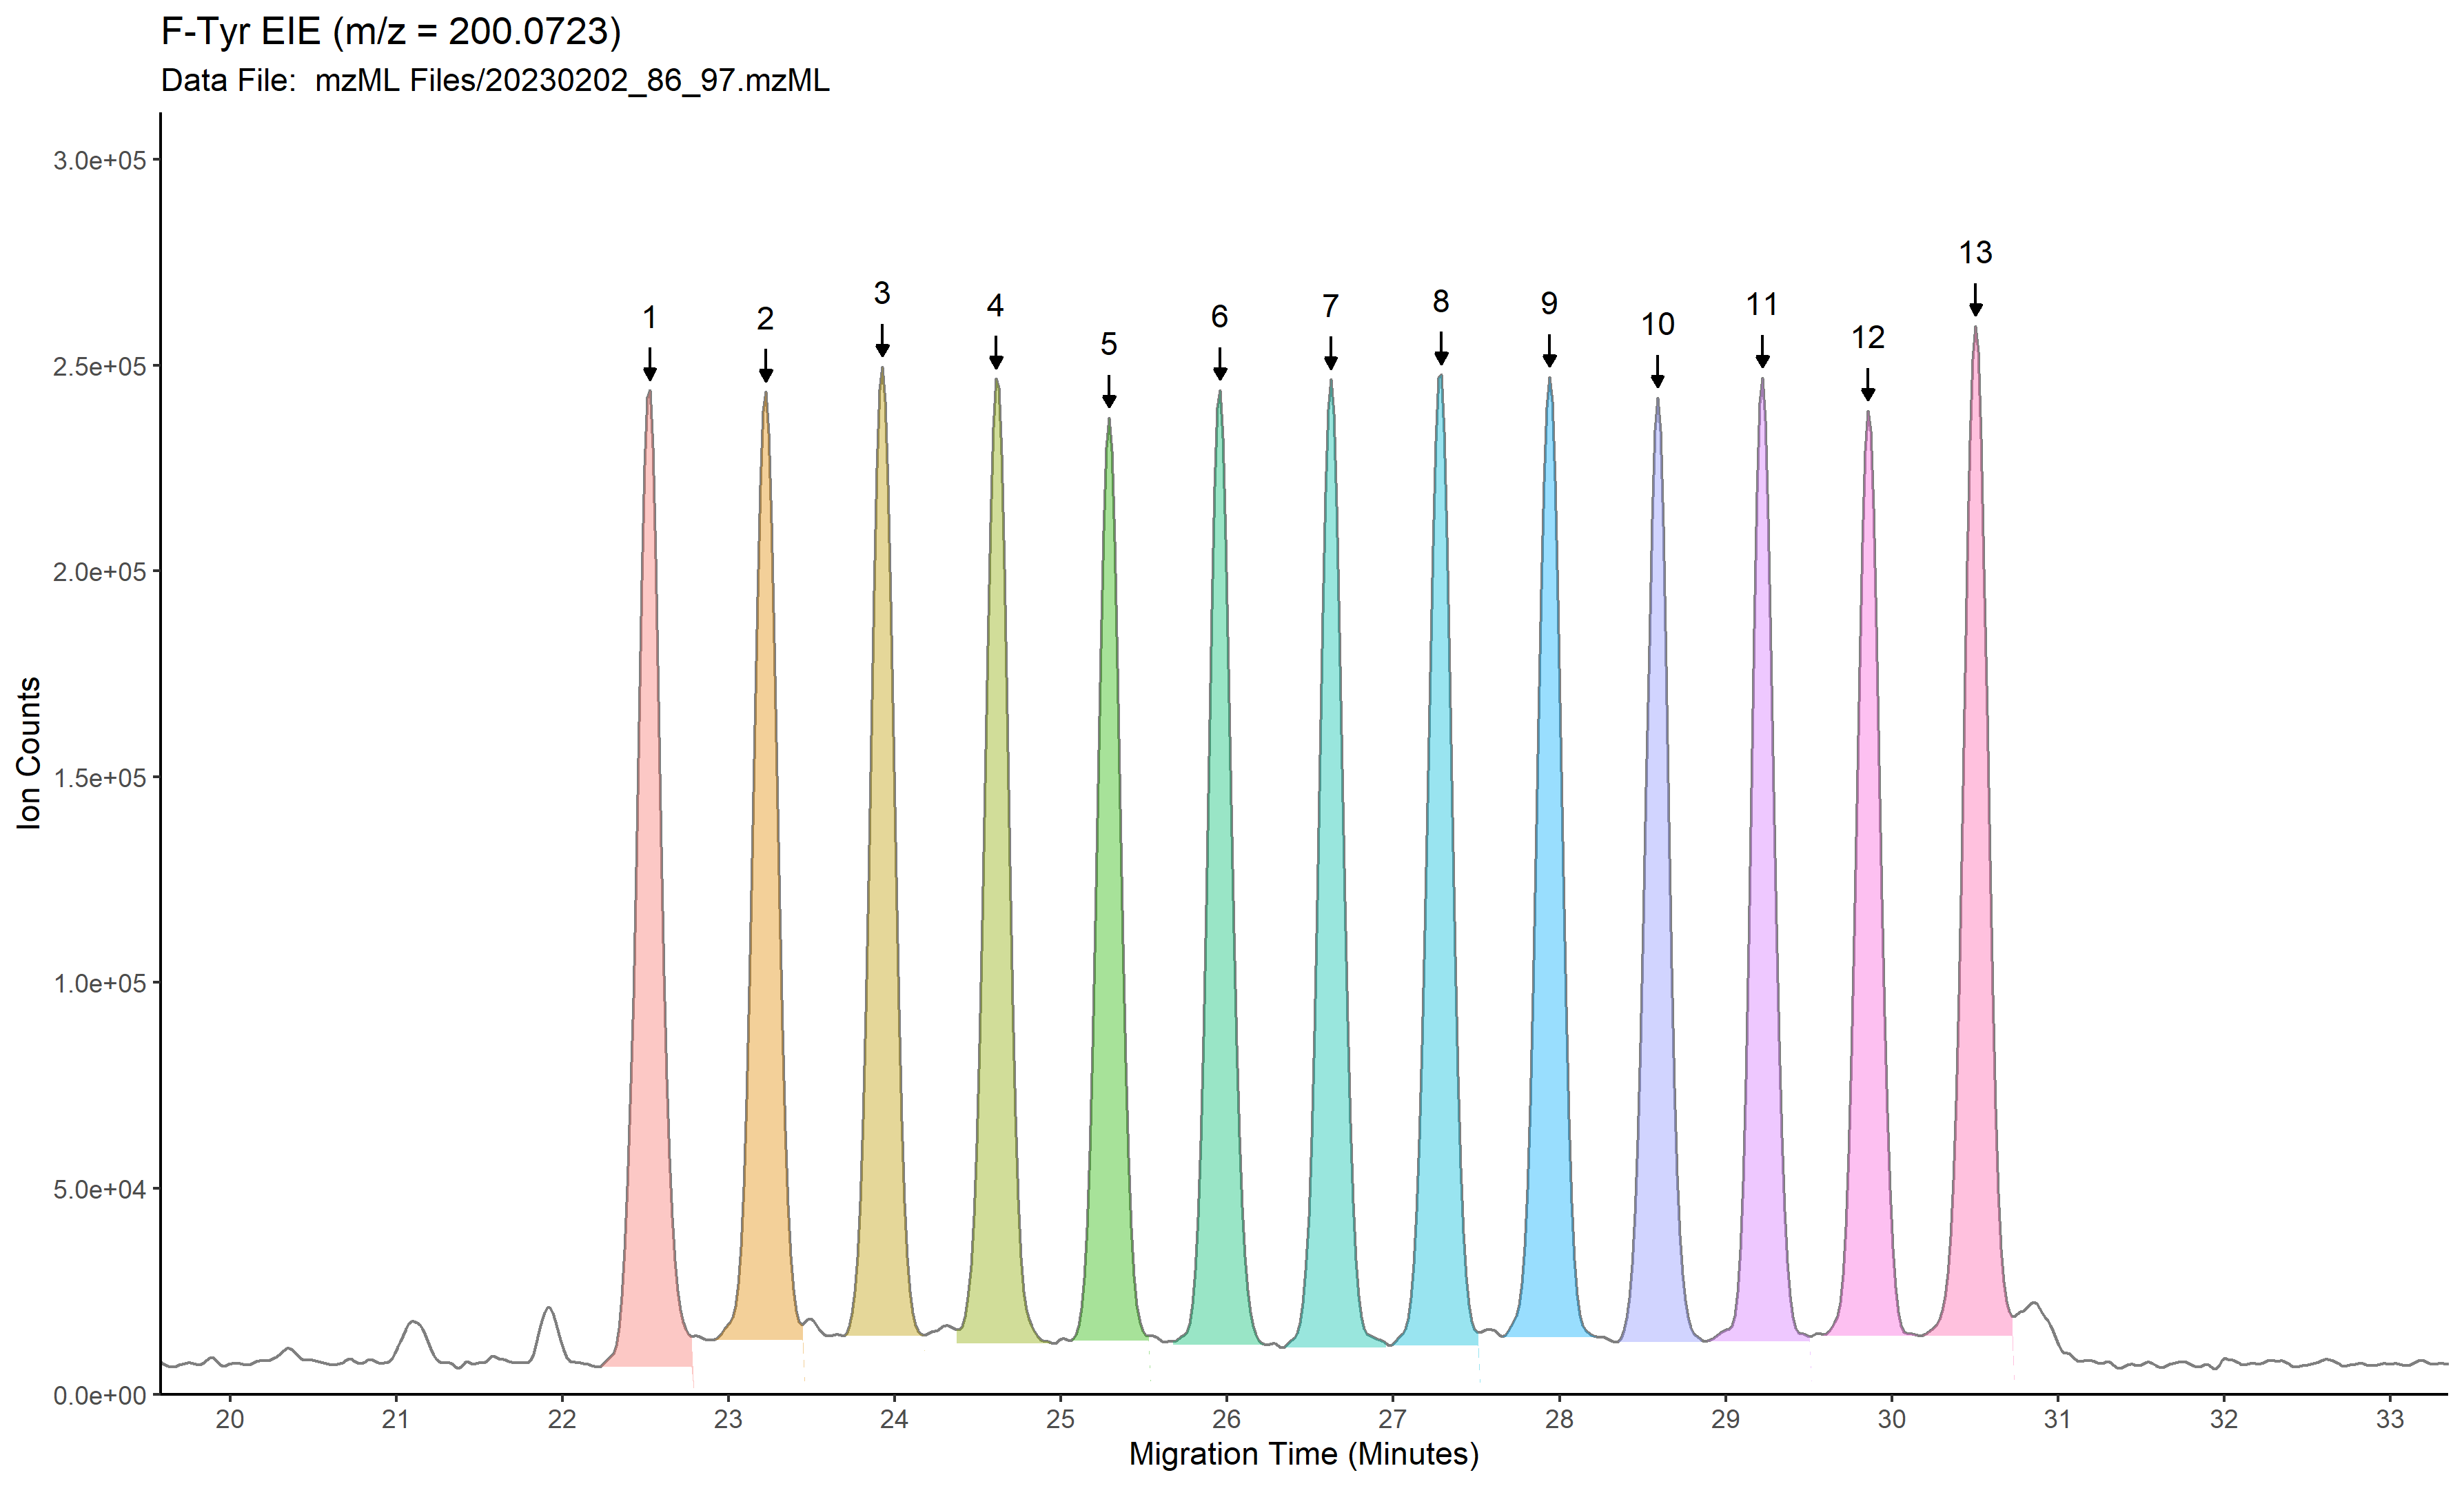 F-Tyr EIE (m/z = 200.0723)
Data File:  mzML Files/20230202_86_97.mzML
3.0e+05
2.5e+05
2.0e+05
1.5e+05
1.0e+05
5.0e+04
0.0e+00
Ion Counts
1
2
3
4
5
6
7
8
9
10
11
12
13
20 21 22 23 24 25 26 27 28 29 30 31 32 33
Migration Time (Minutes)